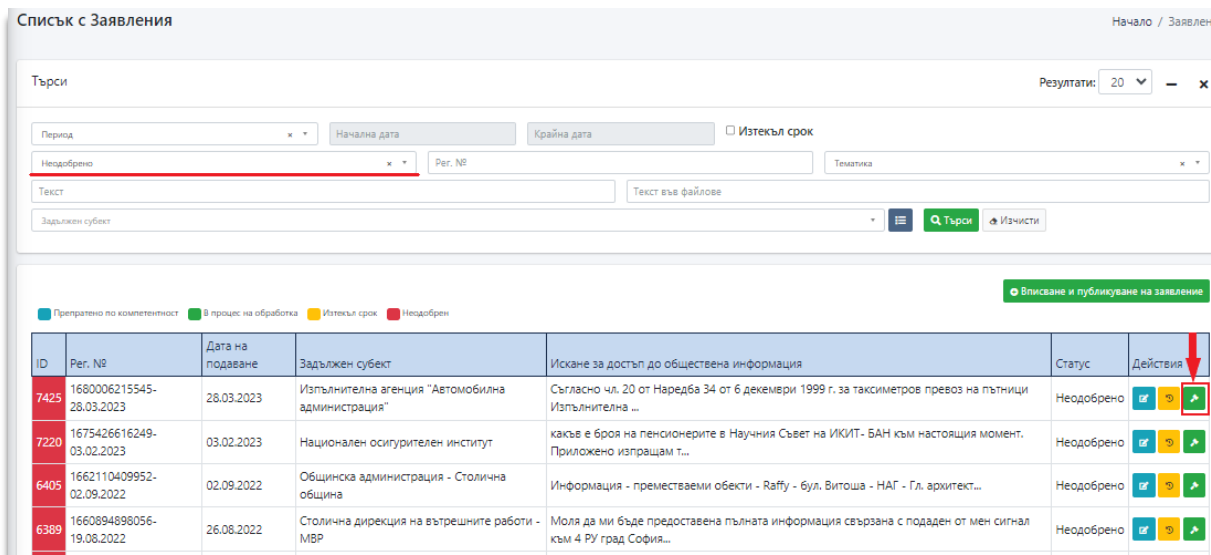 Списък с Заявления
Начало / Заявлен
Търси
Резултати: 20
Период
Начална дата
Крайна дата
Изтекъл срок
Неодобрено
Рег. №
Тематика
Текст
Текст във файлове
Задължен субект
Търси
Изчисти
Вписване и публикуване на заявление
Препратено по компетентност
В процес на обработка
Изтекъл срок
Неодобрен
ID
Рег. №
Дата на
подаване
Задължен субект
Искане за достъп до обществена информация
Статус
Действия
7425
1680006215545-
28.03.2023
28.03.2023
Изпълнителна агенция "Автомобилна
администрация"
Съгласно чл. 20 от Наредба 34 от 6 декември 1999 г. за таксиметров превоз на пътници
Изпълнителна ...
Неодобрено
7220
1675426616249-
03.02.2023
03.02.2023
Национален осигурителен институт
какъв е броя на пенсионерите в Научния Съвет на ИКИТ- БАН към настоящия момент.
Приложено изпращам т...
Неодобрено
6405
1662110409952-
02.09.2022
02.09.2022
Общинска администрация - Столична
община
Информация - преместваеми обекти - Raffy - бул. Витоша - НАГ - Гл. архитект...
Неодобрено
6389
1660894898056-
19.08.2022
26.08.2022
Столична дирекция на вътрешните работи -
МВР
Моля да ми бъде предоставена пълната информация свързана с подаден от мен сигнал
към 4 РУ град София...
Неодобрено